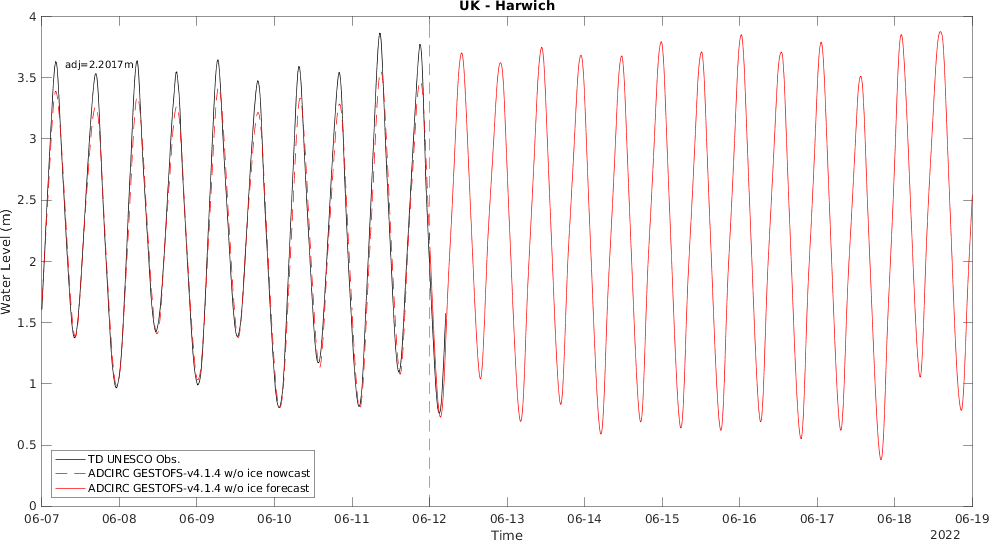 UK - Harwich
4
adj=2.2017m
3.5
3
2.5
2
1.5
1
0.5
0
Water Level (m)
TD UNESCO Obs.
ADCIRC GESTOFS-v4.1.4 w/o ice nowcast
ADCIRC GESTOFS-v4.1.4 w/o ice forecast
06-07 06-08 06-09 06-10 06-11 06-12 06-13 06-14 06-15 06-16 06-17 06-18 06-19
Time
2022